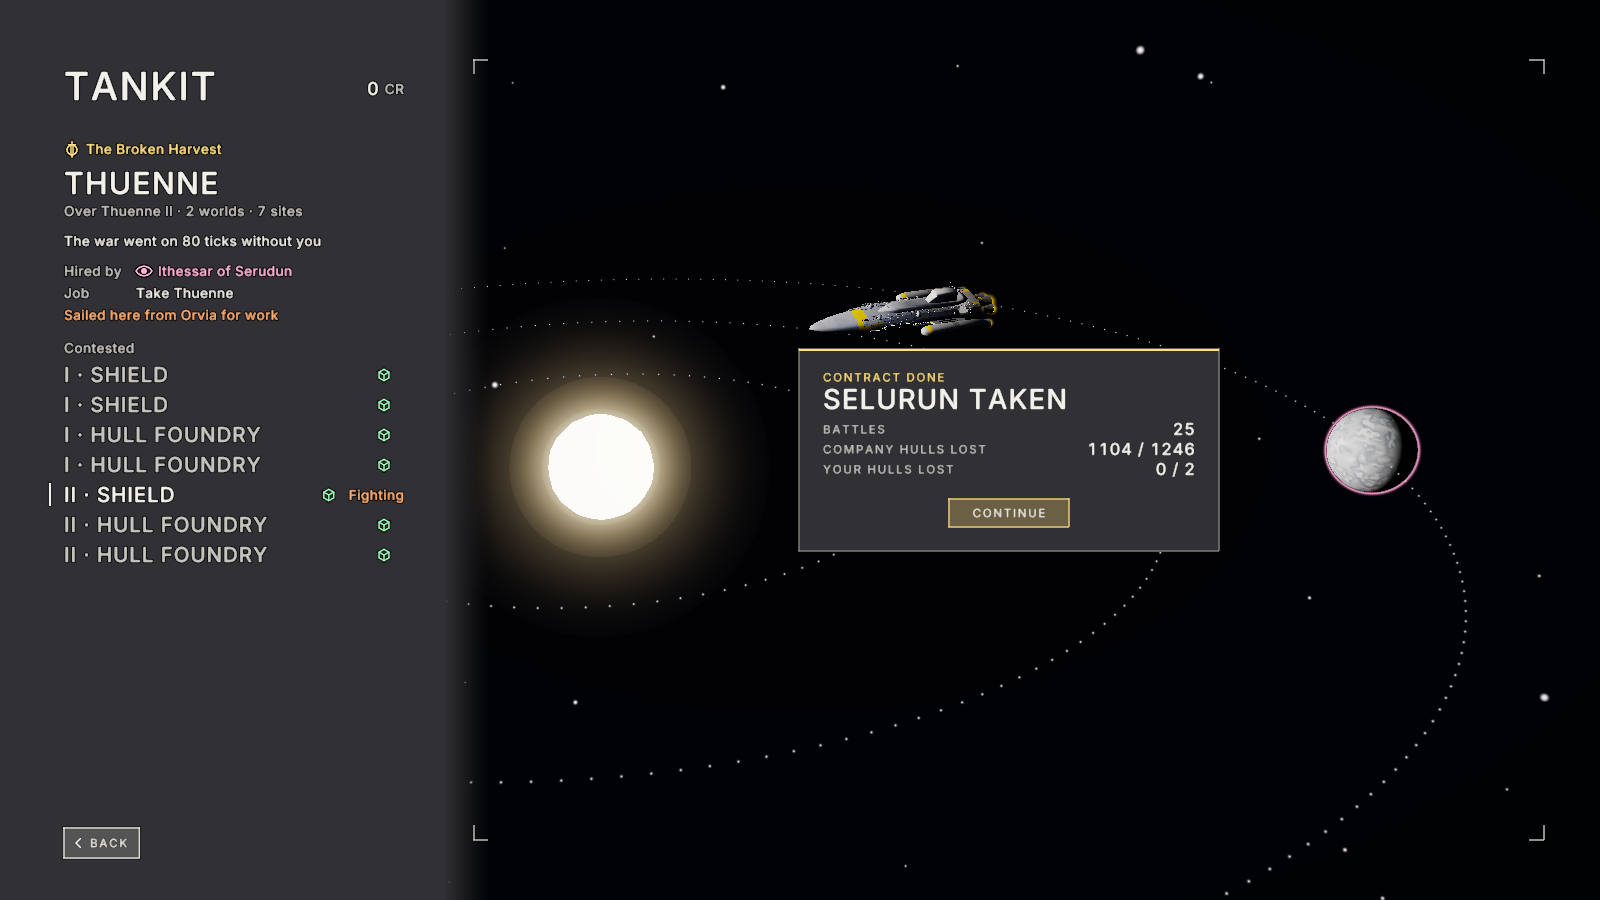 TANKIT
0 CR
The Broken Harvest
THUENNE
Over Thuenne II · 2 worlds · 7 sites
The war went on 80 ticks without you
Hired by Ithessar of Serudun
Job Take Thuenne
Sailed here from Orvia for work
Contested
I · SHIELD
I · SHIELD
I · HULL FOUNDRY
I · HULL FOUNDRY
II · SHIELD Fighting
II · HULL FOUNDRY
II · HULL FOUNDRY
BACK
CONTRACT DONE
SELURUN TAKEN
BATTLES 25
COMPANY HULLS LOST 1104 / 1246
YOUR HULLS LOST 0 / 2
CONTINUE